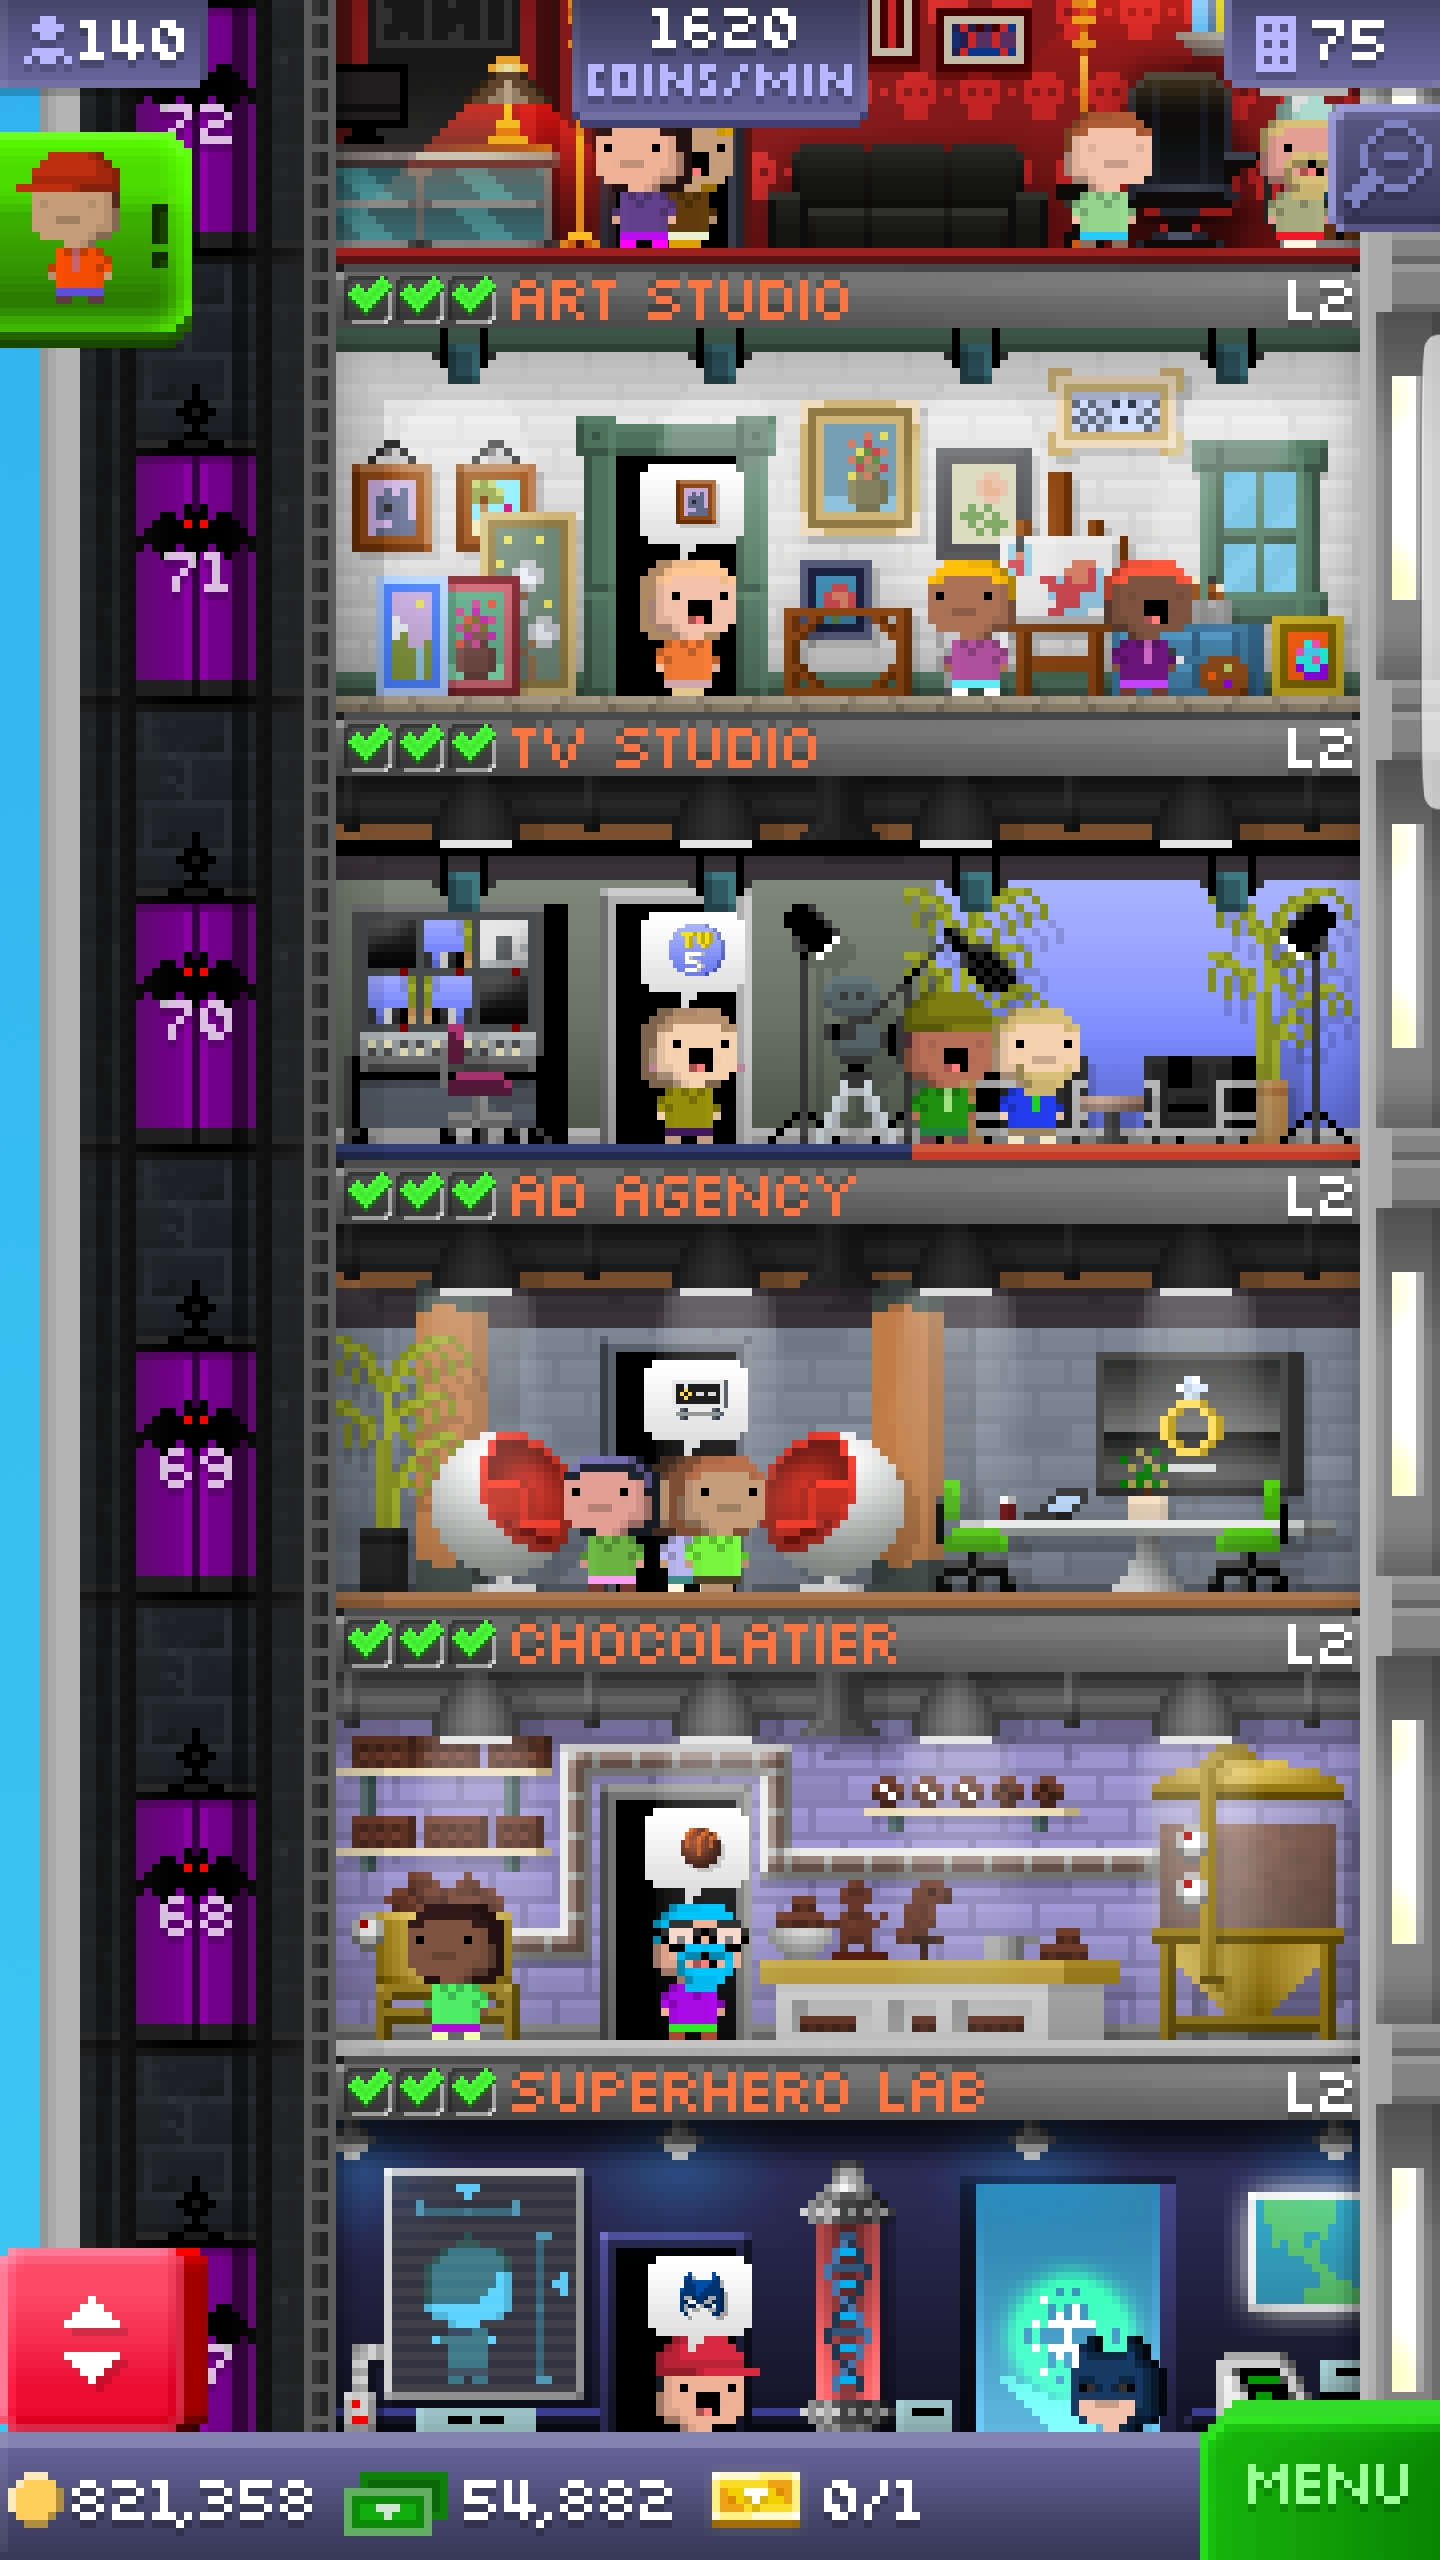 140
1620
COINS/MIN
75
72
!
ART STUDIO L2
71
TV STUDIO L2
TV
5
70
AD AGENCY L2
69
CHOCOLATIER L2
68
SUPERHERO LAB L2
7
821,358 54,882 0/1
MENU